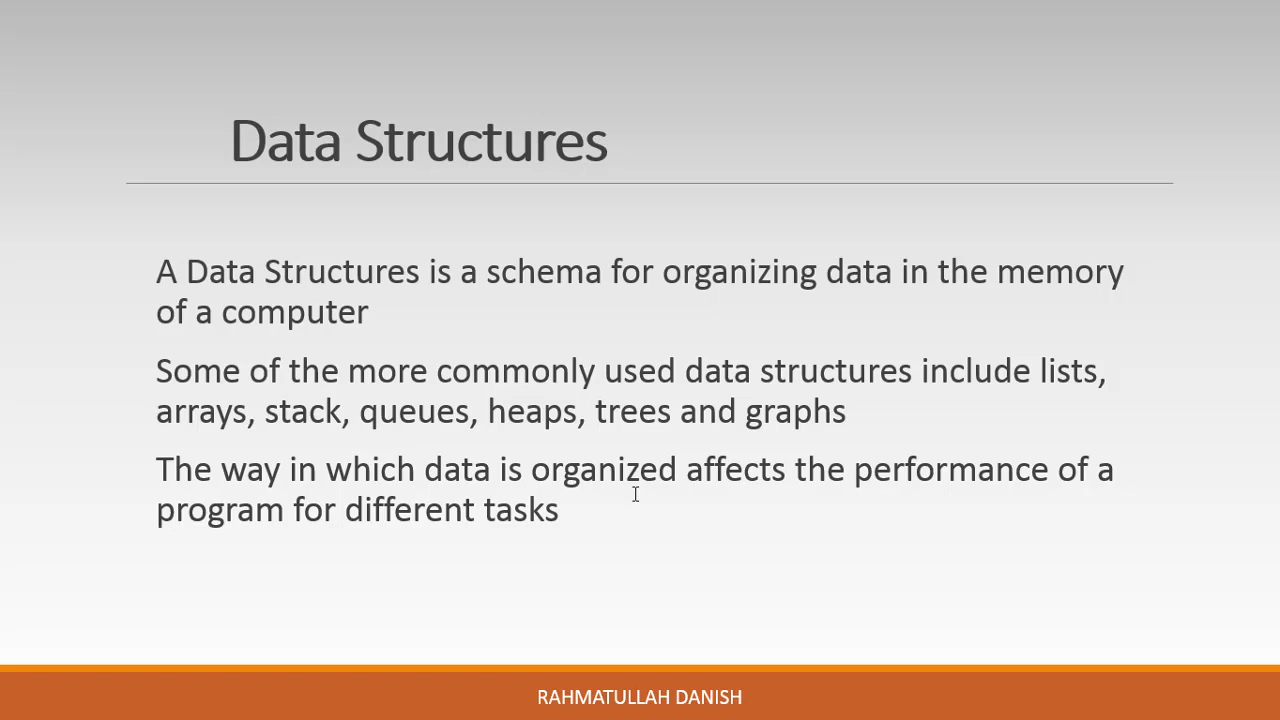 Data Structures
A Data Structures is a schema for organizing data in the memory
of a computer
Some of the more commonly used data structures include lists,
arrays, stack, queues, heaps, trees and graphs
The way in which data is organized affects the performance of a
program for different tasks
RAHMATULLAH DANISH